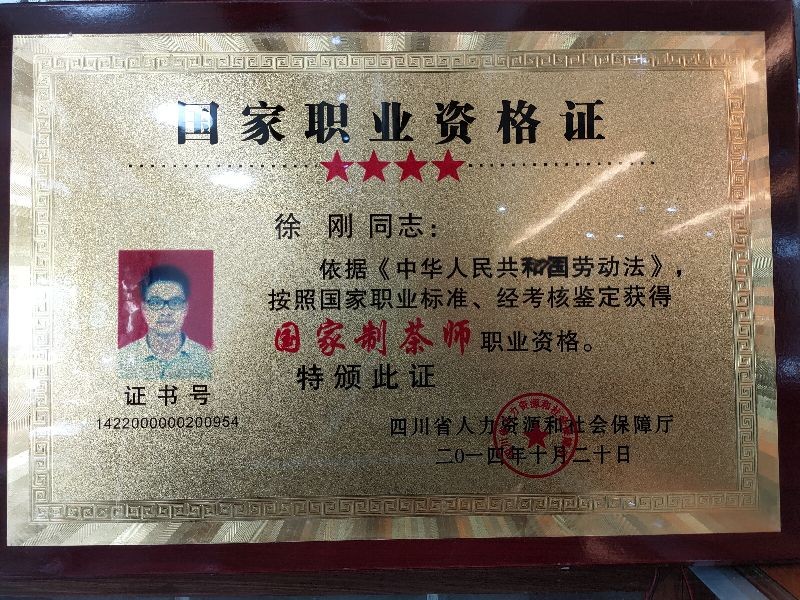 国家职业资格证
徐 刚 同志：
依据《中华人民共和国劳动法》，
按照国家职业标准、经考核鉴定获得
国家制茶师 职业资格。
特颁此证
证书号
1422000000200954
四川省人力资源和社会保障厅
二0一四年十月二十日